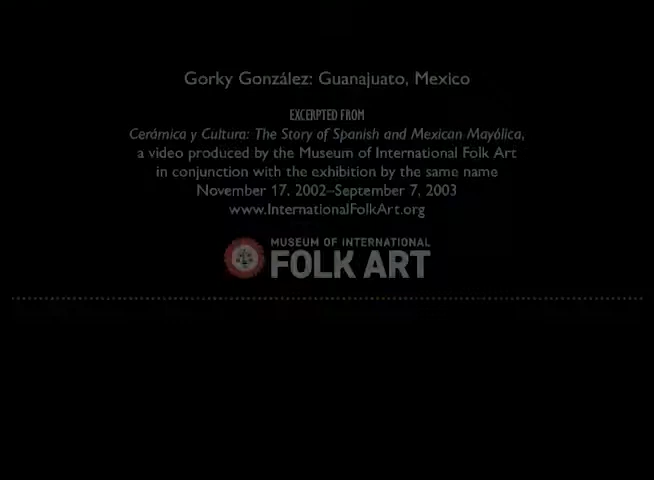 Gorky González: Guanajuato, Mexico
EXCERPTED FROM
Cerámica y Cultura: The Story of Spanish and Mexican Mayólica,
a video produced by the Museum of International Folk Art
in conjunction with the exhibition by the same name
November 17, 2002–September 7, 2003
www.InternationalFolkArt.org
MUSEUM OF INTERNATIONAL
FOLK ART